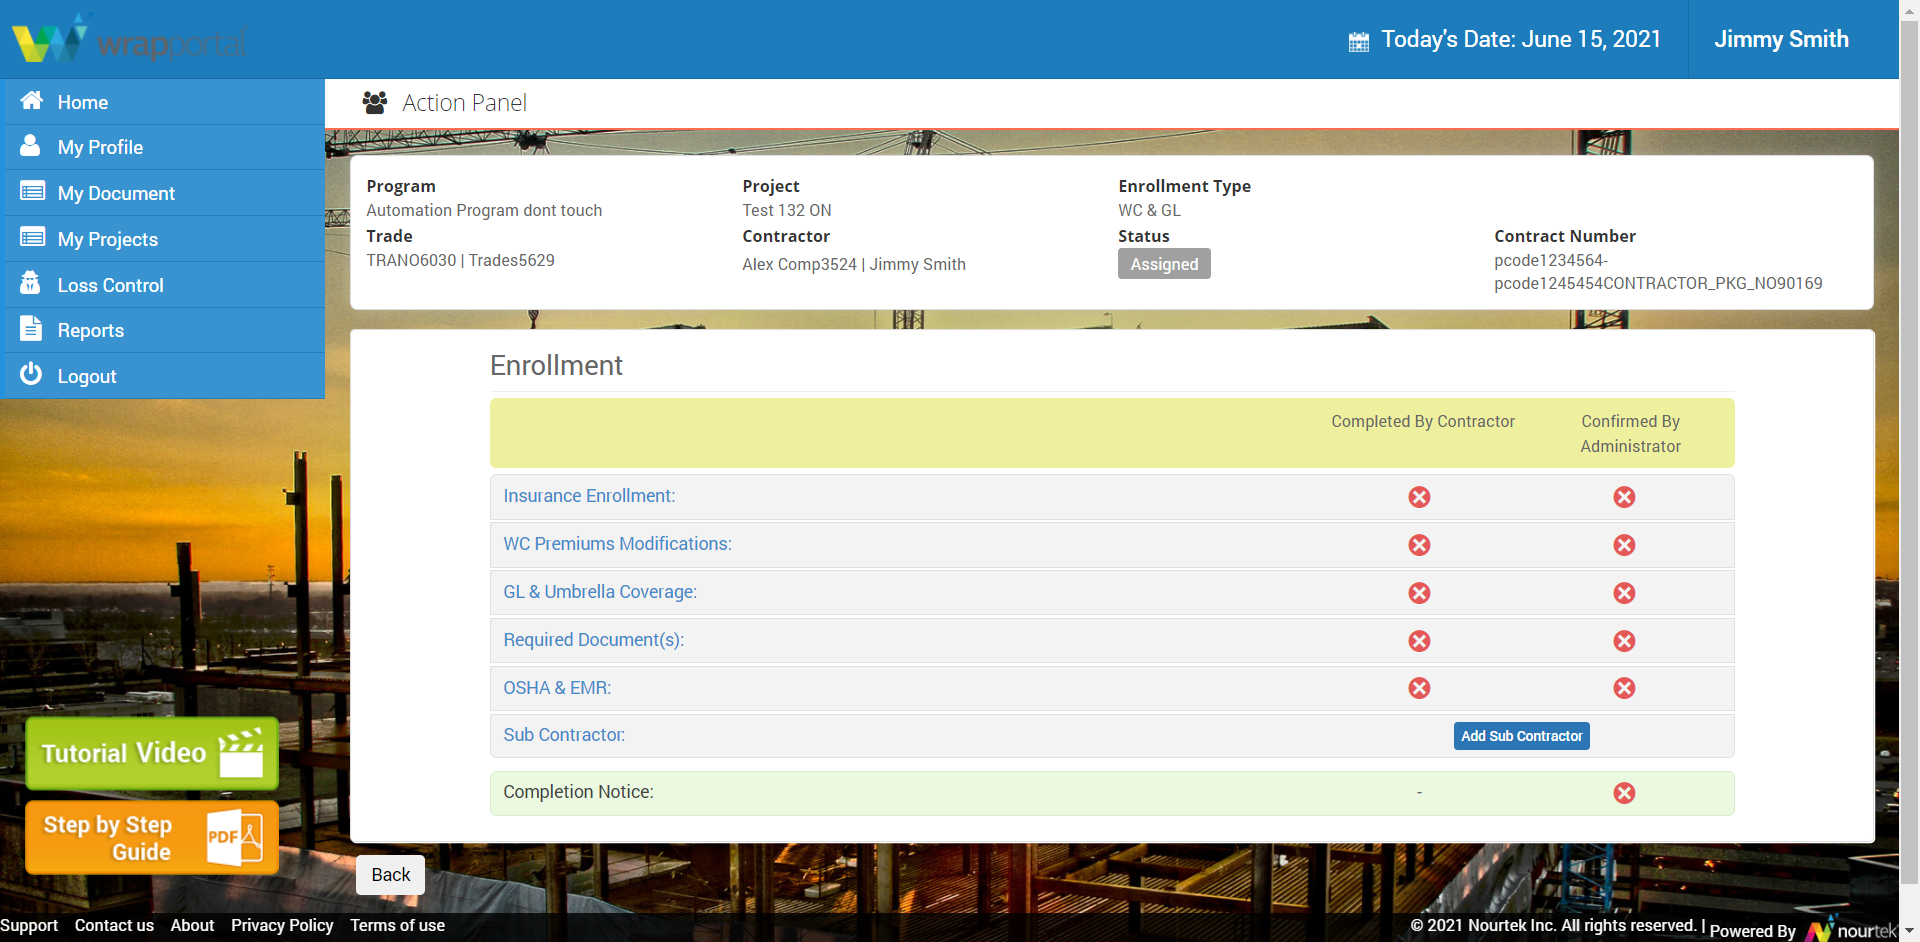 wrapportal
Today's Date: June 15, 2021
Jimmy Smith
Home
My Profile
My Document
My Projects
Loss Control
Reports
Logout
Action Panel
Program
Automation Program dont touch
Project
Test 132 ON
Enrollment Type
WC & GL
Trade
TRANO6030 | Trades5629
Contractor
Alex Comp3524 | Jimmy Smith
Status
Assigned
Contract Number
pcode1234564-
pcode1245454CONTRACTOR_PKG_NO90169
Enrollment
Completed By Contractor
Confirmed By
Administrator
Insurance Enrollment:
WC Premiums Modifications:
GL & Umbrella Coverage:
Required Document(s):
OSHA & EMR:
Sub Contractor:
Add Sub Contractor
Completion Notice:
-
Tutorial Video
Step by Step
Guide
PDF
Back
Support Contact us About Privacy Policy Terms of use
© 2021 Nourtek Inc. All rights reserved. | Powered By nourtek